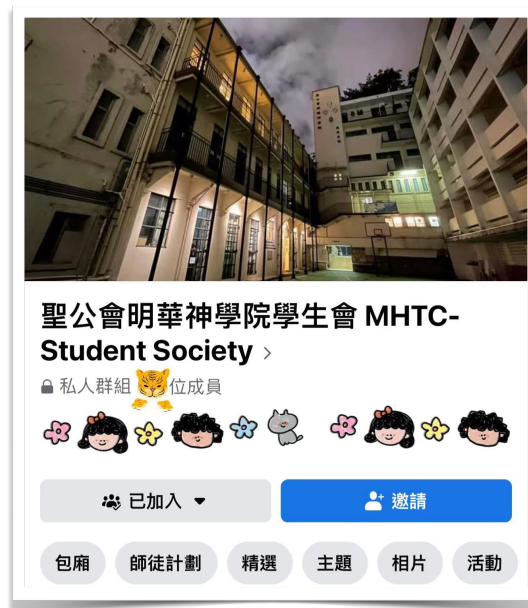 聖公會明華神學院學生會 MHTC-
Student Society >
私人群組 位成員
已加入
邀請
包廂 師徒計劃 精選 主題 相片 活動